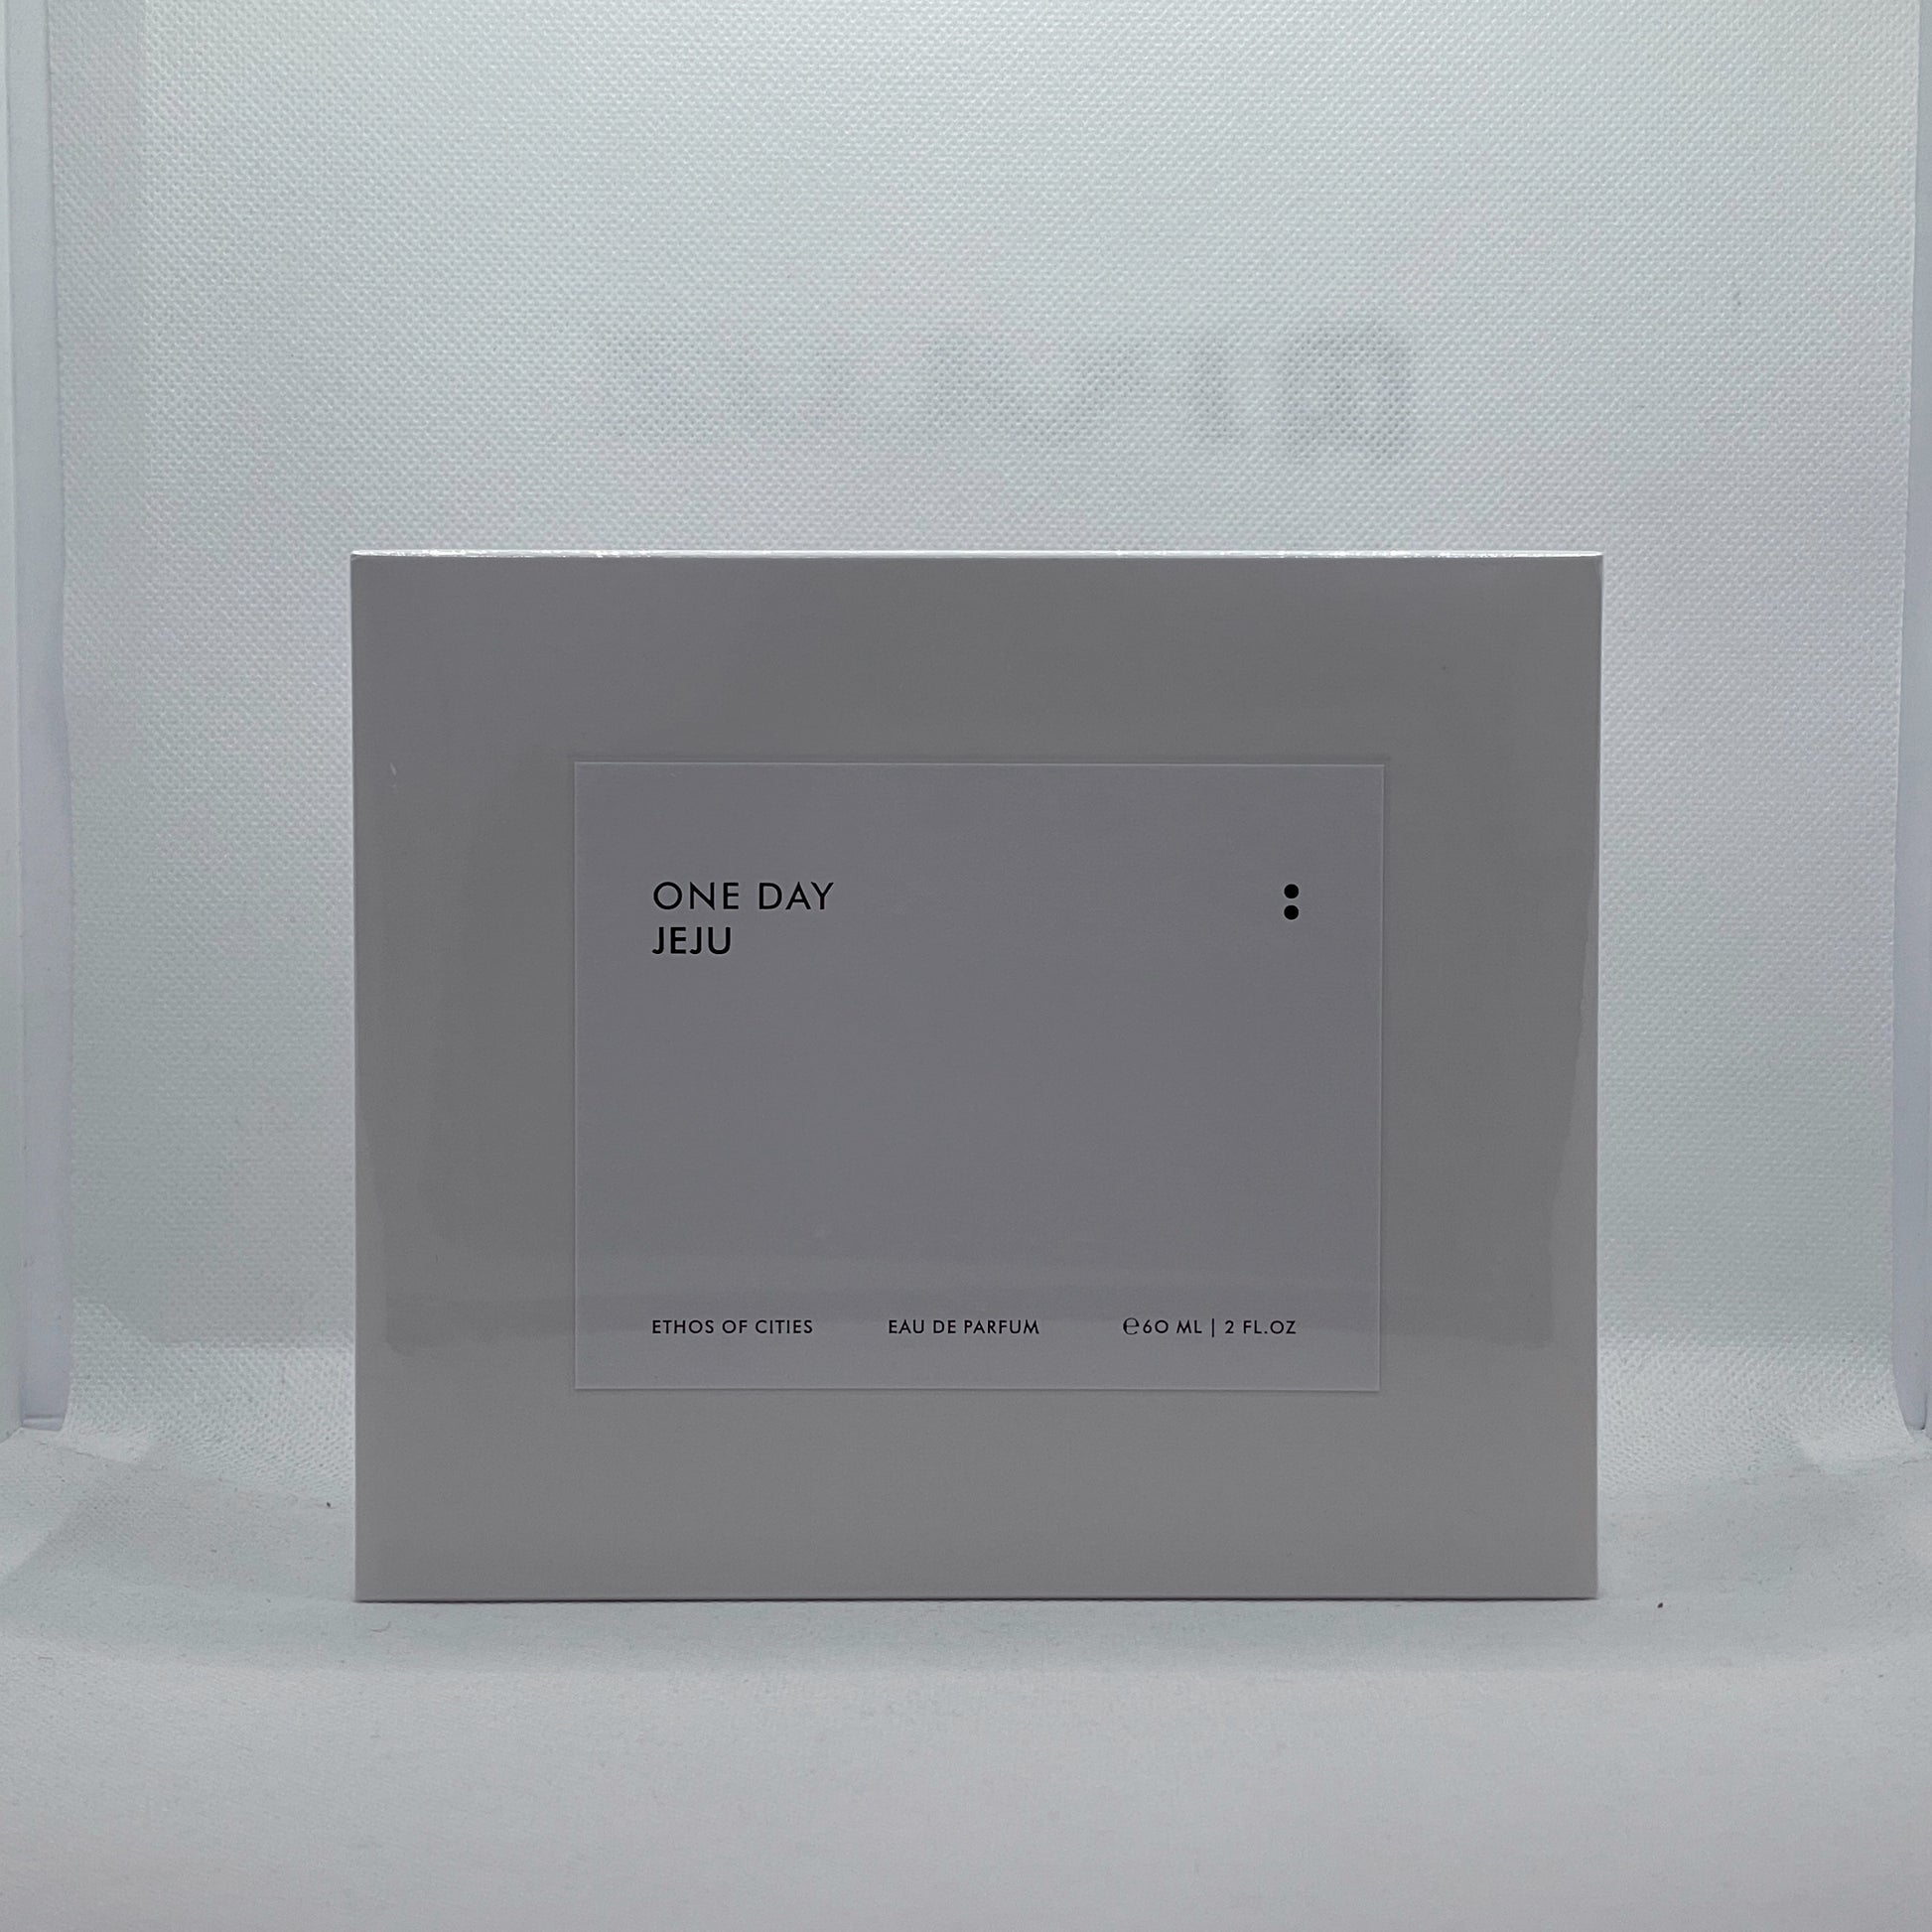 ONE DAY
JEJU
ETHOS OF CITIES EAU DE PARFUM ℮60 ML | 2 FL.OZ